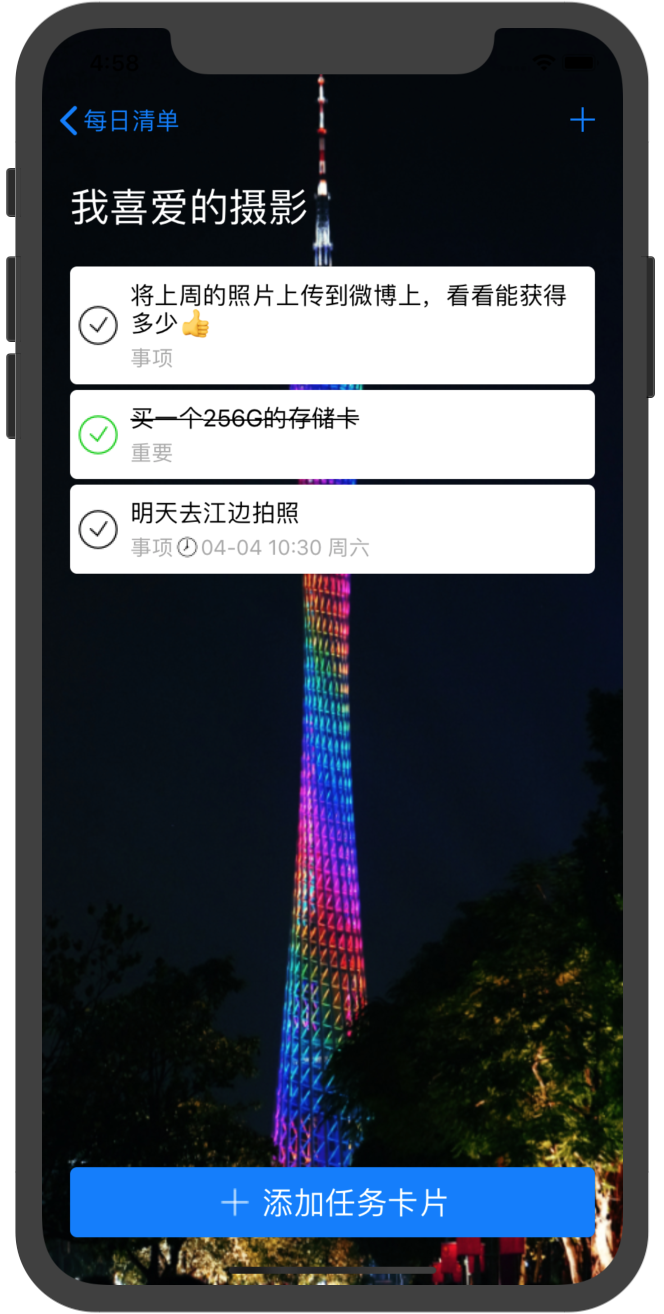 4:58
每日清单
我喜爱的摄影
将上周的照片上传到微博上，看看能获得
多少👍
事项
买一个256G的存储卡
重要
明天去江边拍照
事项🕗04-04 10:30 周六
添加任务卡片